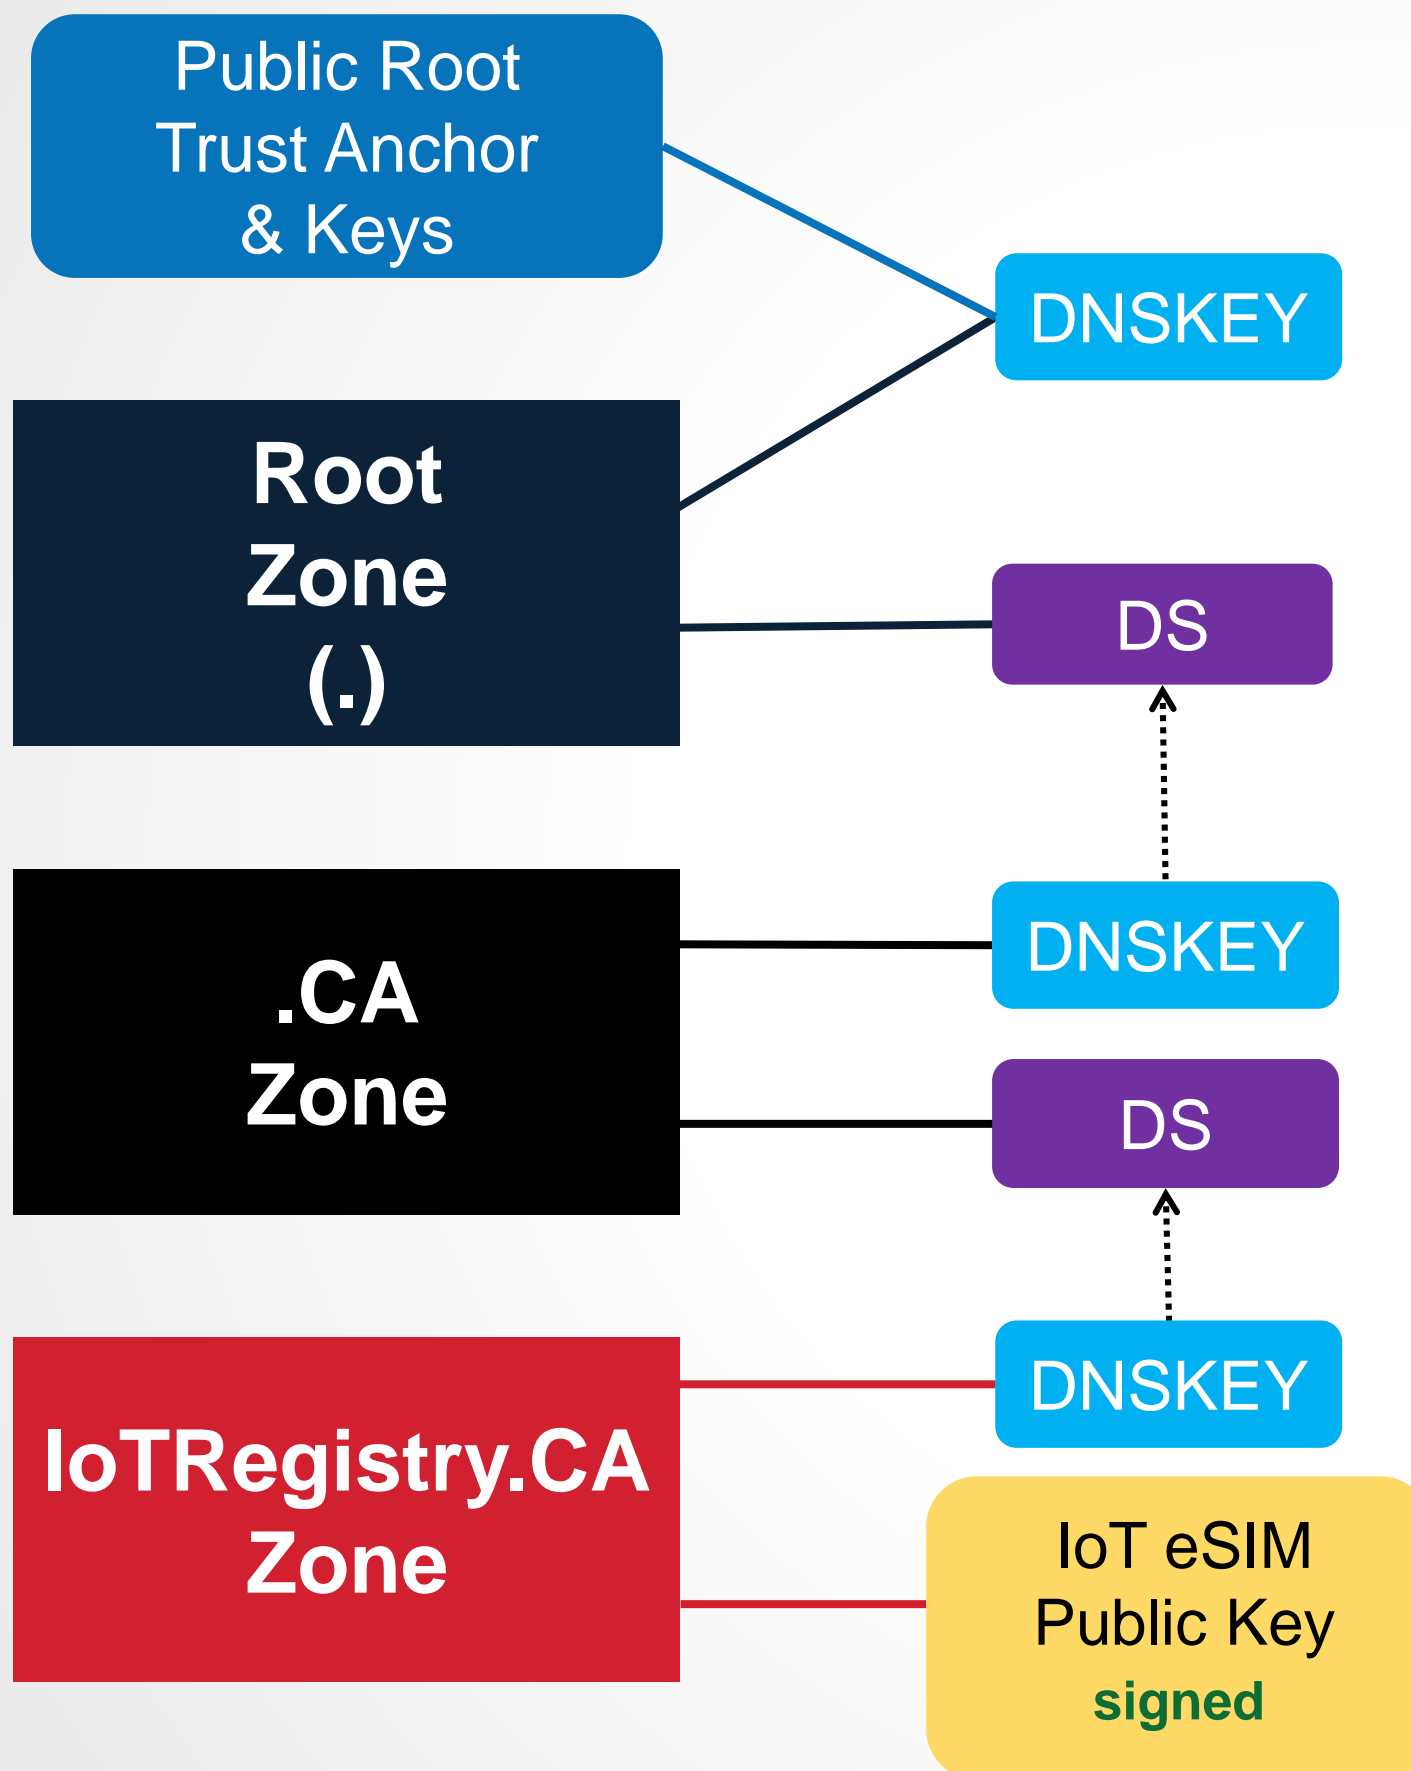 Public Root
Trust Anchor
& Keys
DNSKEY
Root
Zone
(.)
DS
.CA
Zone
DNSKEY
DS
IoTRegistry.CA
Zone
DNSKEY
IoT eSIM
Public Key
signed